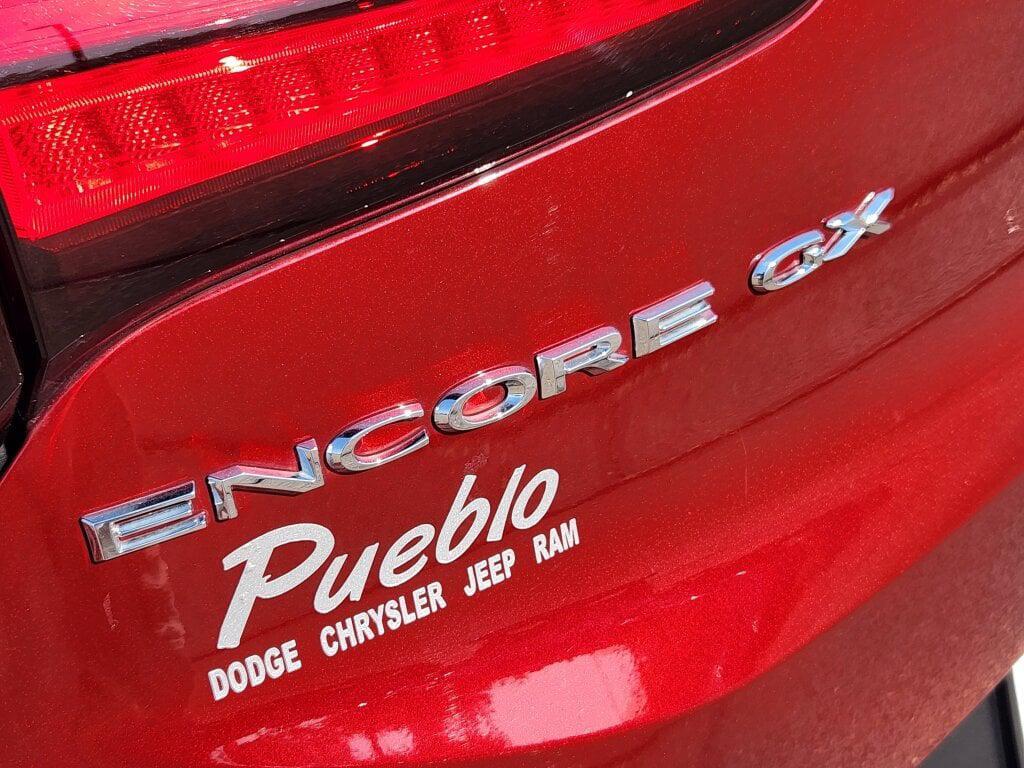 ENCORE GX
Pueblo
DODGE CHRYSLER JEEP RAM